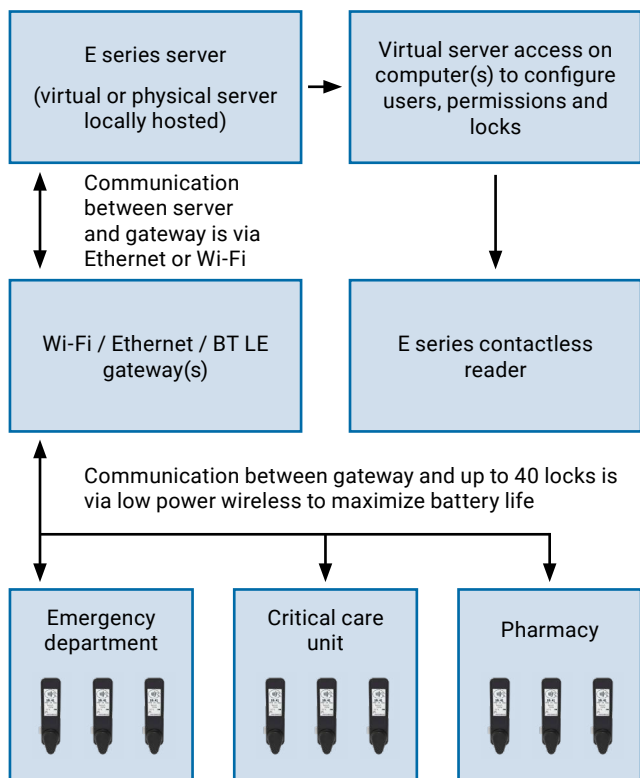 E series server
(virtual or physical server
locally hosted)
Virtual server access on
computer(s) to configure
users, permissions and
locks
Communication
between server
and gateway is via
Ethernet or Wi-Fi
Wi-Fi / Ethernet / BT LE
gateway(s)
E series contactless
reader
Communication between gateway and up to 40 locks is
via low power wireless to maximize battery life
Emergency
department
Critical care
unit
Pharmacy